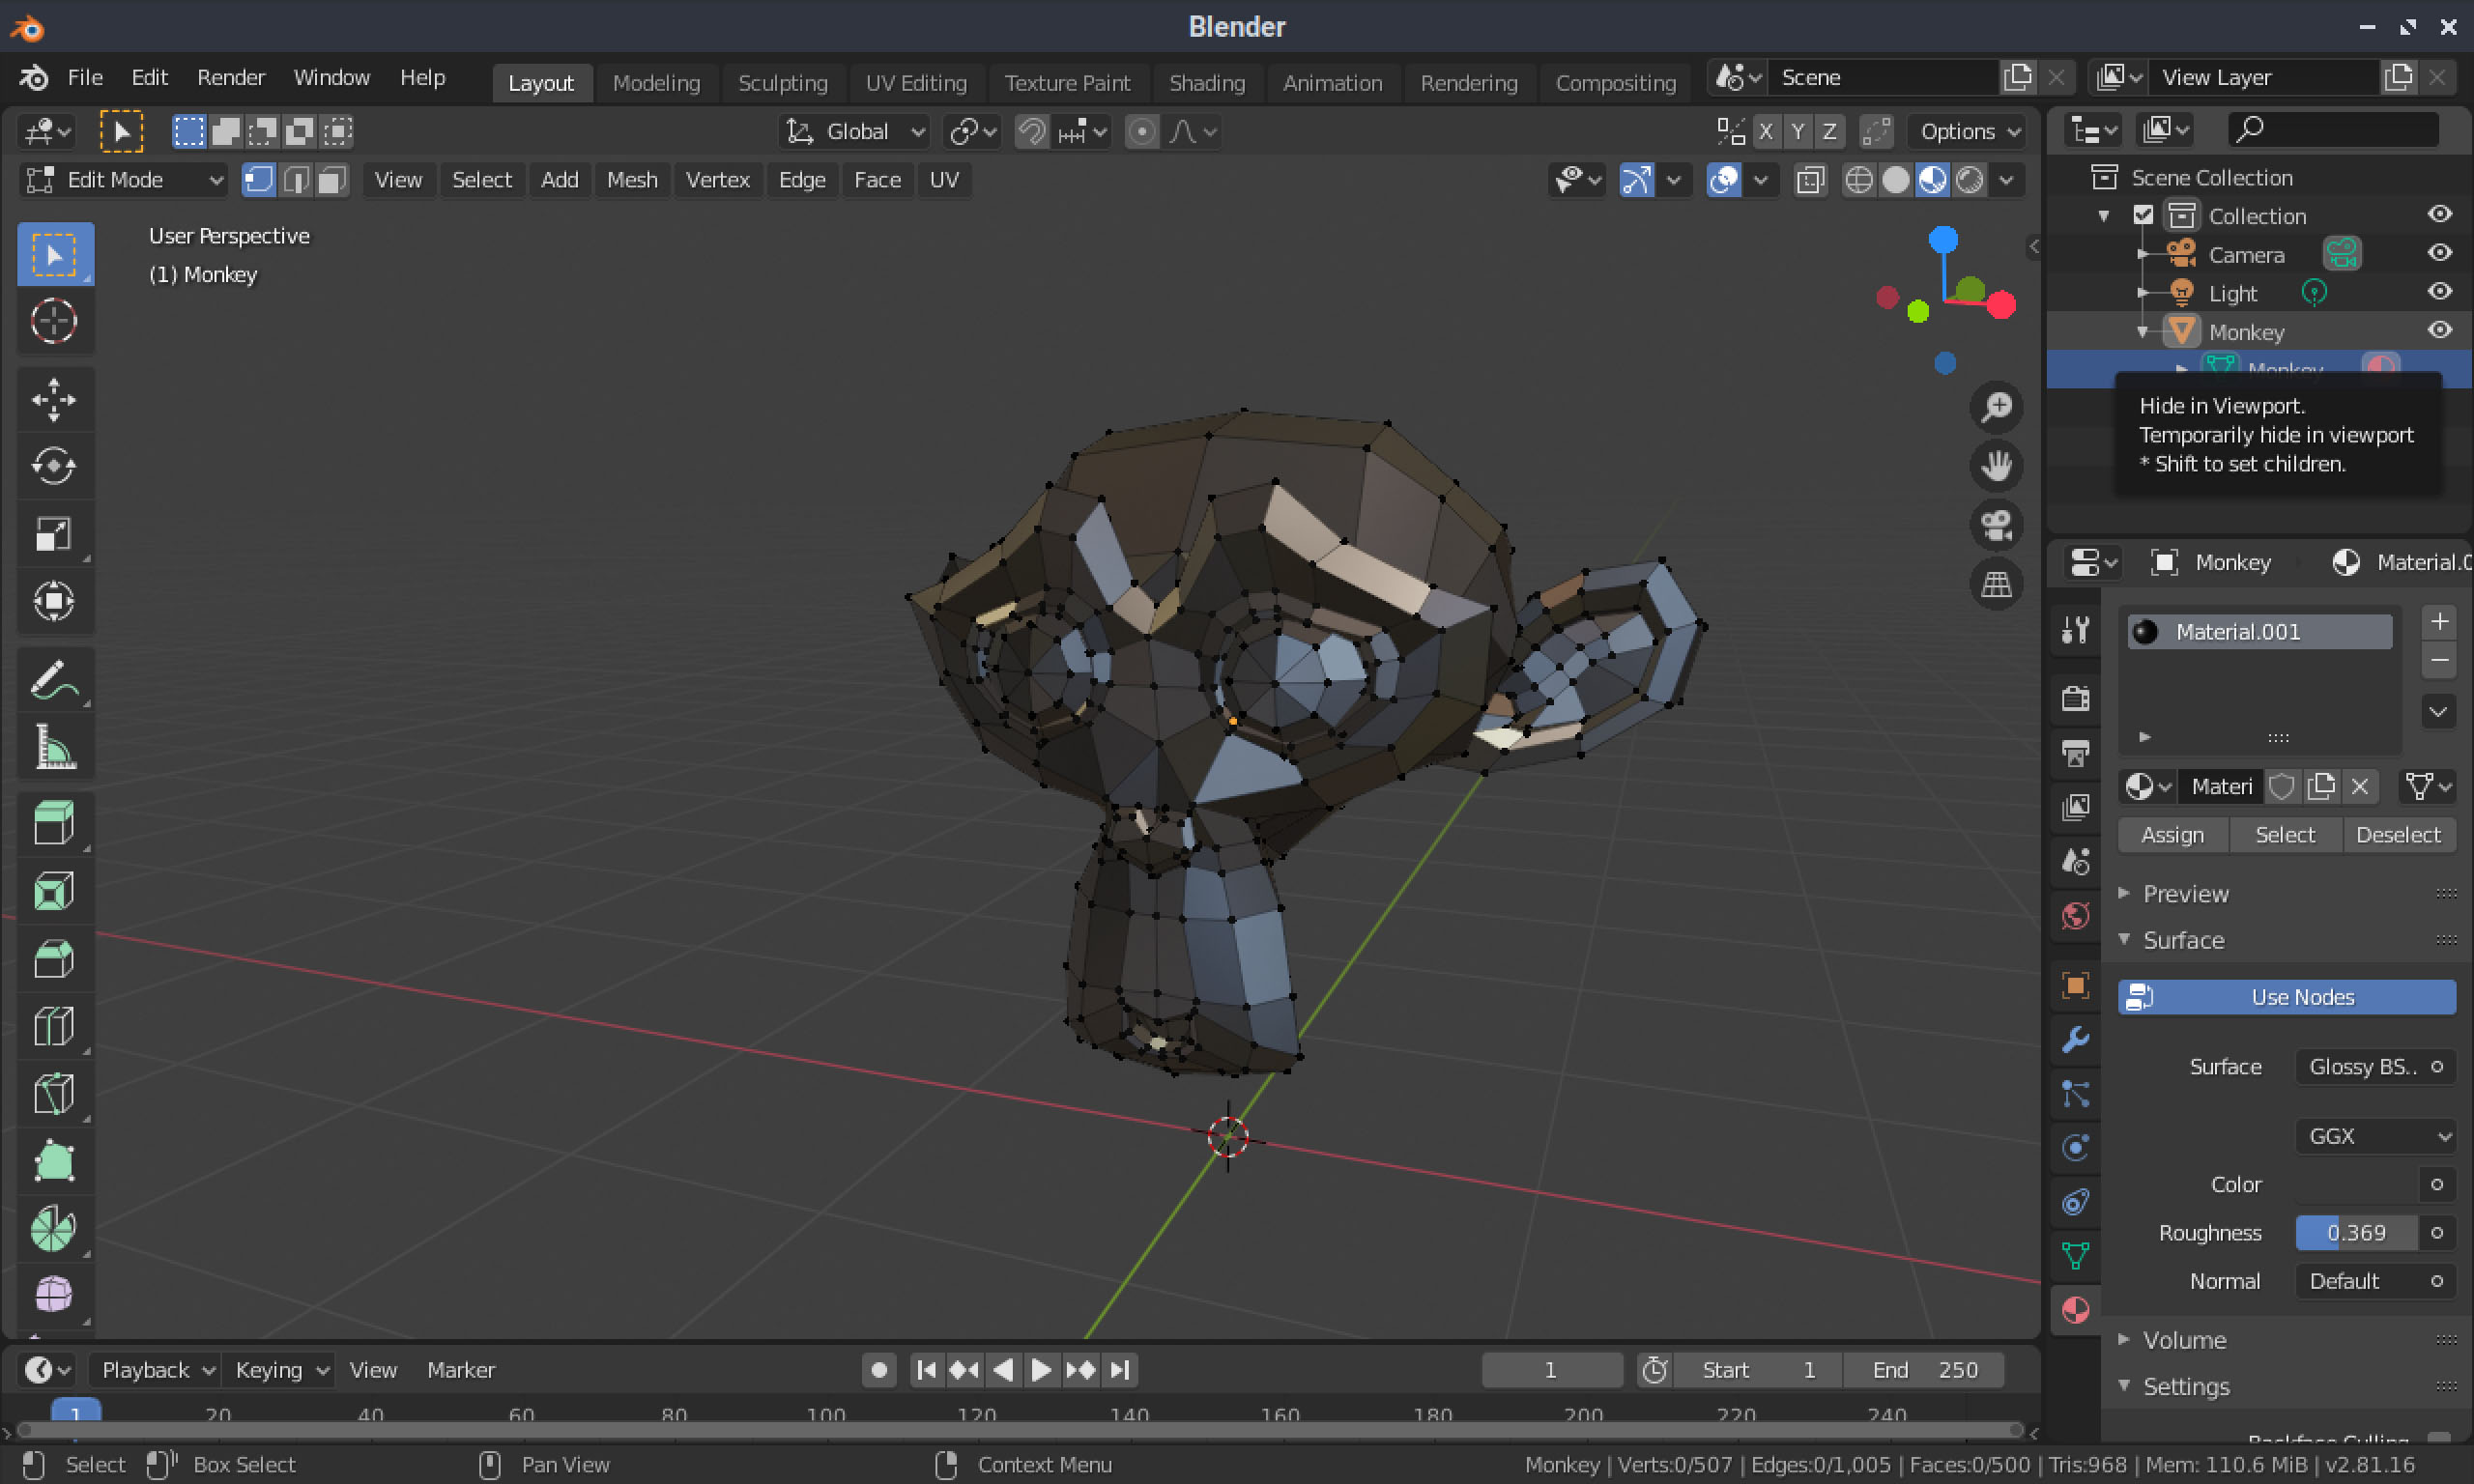 Blender
File Edit Render Window Help Layout Modeling Sculpting UV Editing Texture Paint Shading Animation Rendering Compositing Scene View Layer
Global X Y Z Options
Edit Mode View Select Add Mesh Vertex Edge Face UV
User Perspective
(1) Monkey
Scene Collection
Collection
Camera
Light
Monkey
Monkey
Hide in Viewport.
Temporarily hide in viewport
* Shift to set children.
Monkey Material.0
Material.001
Materi
Assign Select Deselect
Preview
Surface
Use Nodes
Surface Glossy BS..
GGX
Color
Roughness 0.369
Normal Default
Volume
Settings
Backface Culling
Playback Keying View Marker 1 Start 1 End 250
1 20 40 60 80 100 120 140 160 180 200 220 240
Select Box Select Pan View Context Menu Monkey | Verts:0/507 | Edges:0/1,005 | Faces:0/500 | Tris:968 | Mem: 110.6 MiB | v2.81.16